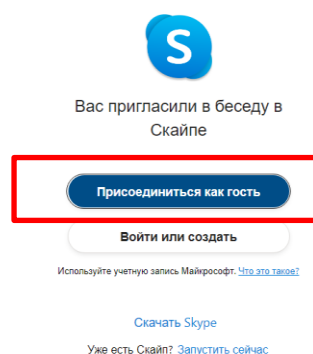 S
Вас пригласили в беседу в
Скайпе
Присоединиться как гость
Войти или создать
Используйте учетную запись Майкрософт. Что это такое?
Скачать Skype
Уже есть Скайп? Запустить сейчас